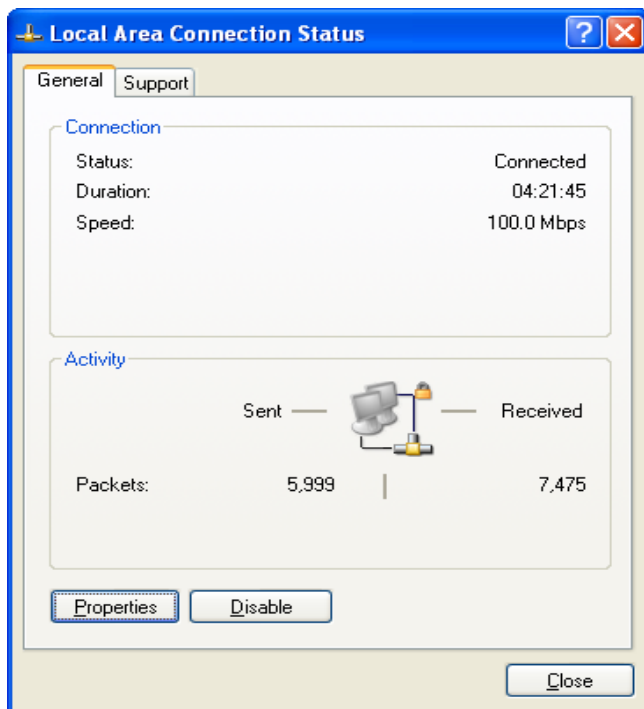 Local Area Connection Status
General Support
Connection
Status: Connected
Duration: 04:21:45
Speed: 100.0 Mbps
Activity
Sent Received
Packets: 5,999 7,475
Properties Disable
Close